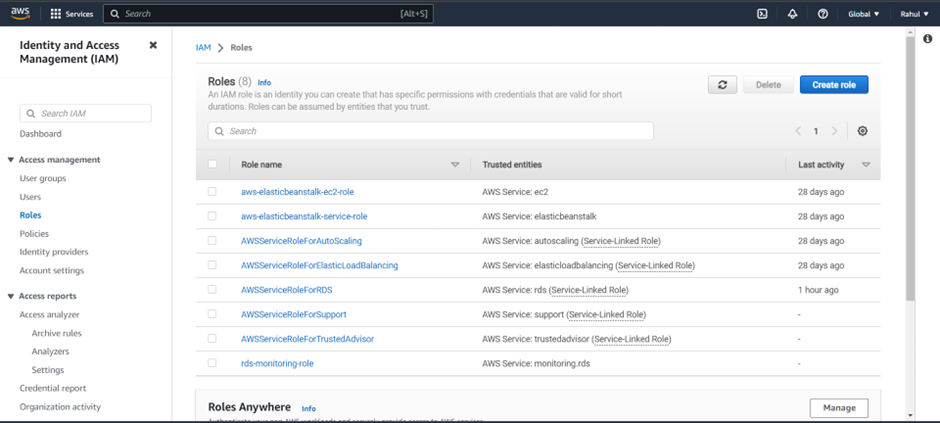 aws
Services
Search
[Alt+S]
Global
Rahul
Identity and Access
Management (IAM)
Search IAM
Dashboard
Access management
User groups
Users
Roles
Policies
Identity providers
Account settings
Access reports
Access analyzer
Archive rules
Analyzers
Settings
Credential report
Organization activity
IAM > Roles
Roles (8) Info
An IAM role is an identity you can create that has specific permissions with credentials that are valid for short
durations. Roles can be assumed by entities that you trust.
Delete
Create role
Search
1
Role name Trusted entities Last activity
aws-elasticbeanstalk-ec2-role AWS Service: ec2 28 days ago
aws-elasticbeanstalk-service-role AWS Service: elasticbeanstalk 28 days ago
AWSServiceRoleForAutoScaling AWS Service: autoscaling (Service-Linked Role) 28 days ago
AWSServiceRoleForElasticLoadBalancing AWS Service: elasticloadbalancing (Service-Linked Role) 28 days ago
AWSServiceRoleForRDS AWS Service: rds (Service-Linked Role) 1 hour ago
AWSServiceRoleForSupport AWS Service: support (Service-Linked Role) -
AWSServiceRoleForTrustedAdvisor AWS Service: trustedadvisor (Service-Linked Role) -
rds-monitoring-role AWS Service: monitoring.rds -
Roles Anywhere Info
Manage